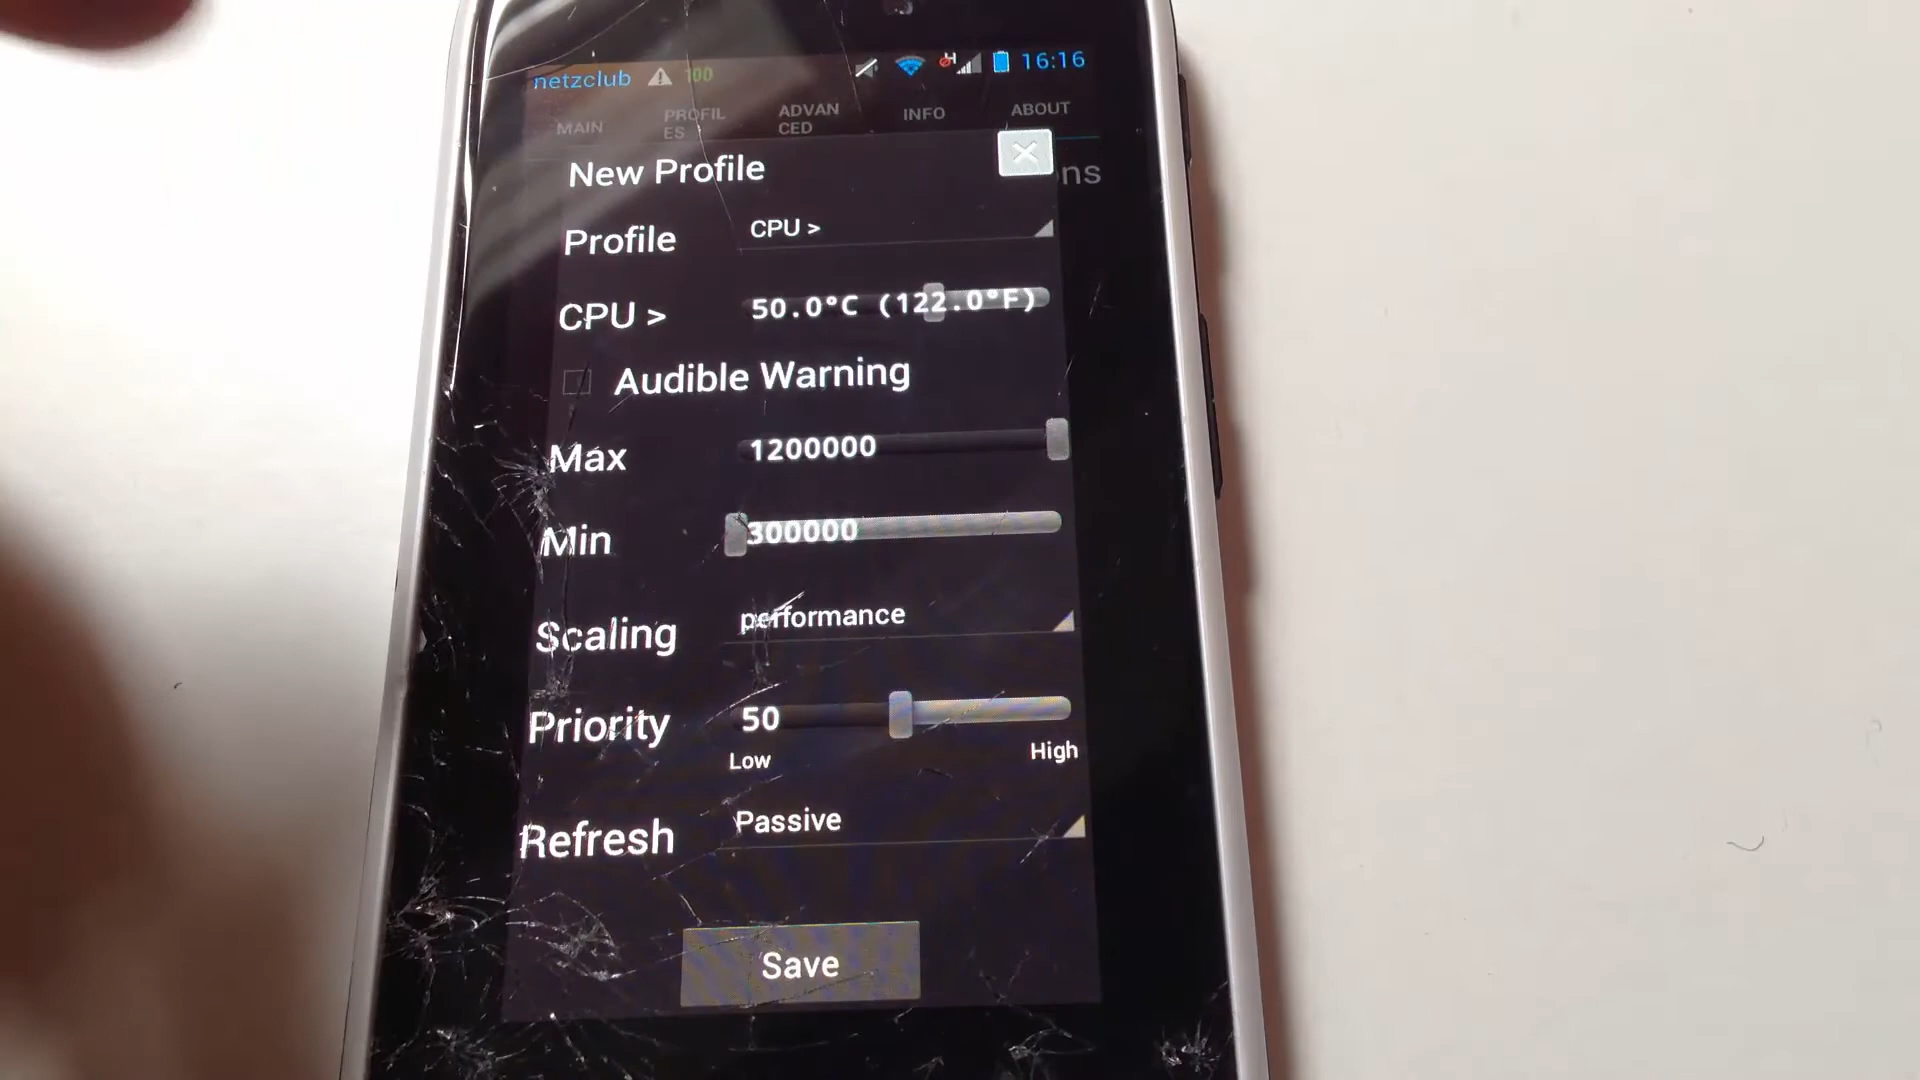 netzclub 100 16:16
MAIN PROFIL ES ADVAN CED INFO ABOUT
ns
New Profile
Profile CPU >
CPU > 50.0°C (122.0°F)
Audible Warning
Max 1200000
Min 300000
Scaling performance
Priority 50
Low High
Refresh Passive
Save